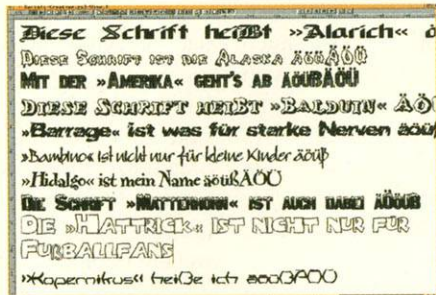 Diese Schrift heißt »Alarich« ä
DIESE SCHRIFT IST DIE ALASKA ÄÖÜÄÖÜ
MIT DER »AMERIKA« GEHT'S AB ÄÖÜßÄÖÜ
DIESE SCHRIFT HEIßT »BALDUIN« ÄÖ
»Barrage« ist was für starke Nerven äöüß
»Bambino« ist nicht nur für kleine Kinder äöüß
»Hidalgo« ist mein Name äöüßÄÖÜ
DIE SCHRIFT »MATTERHORN« IST AUCH DABEI ÄÖÜß
DIE »HATTRICK« IST NICHT NUR FÜR
FUßBALLFANS
»Kopernikus« heiße ich äöüßÄÖÜ